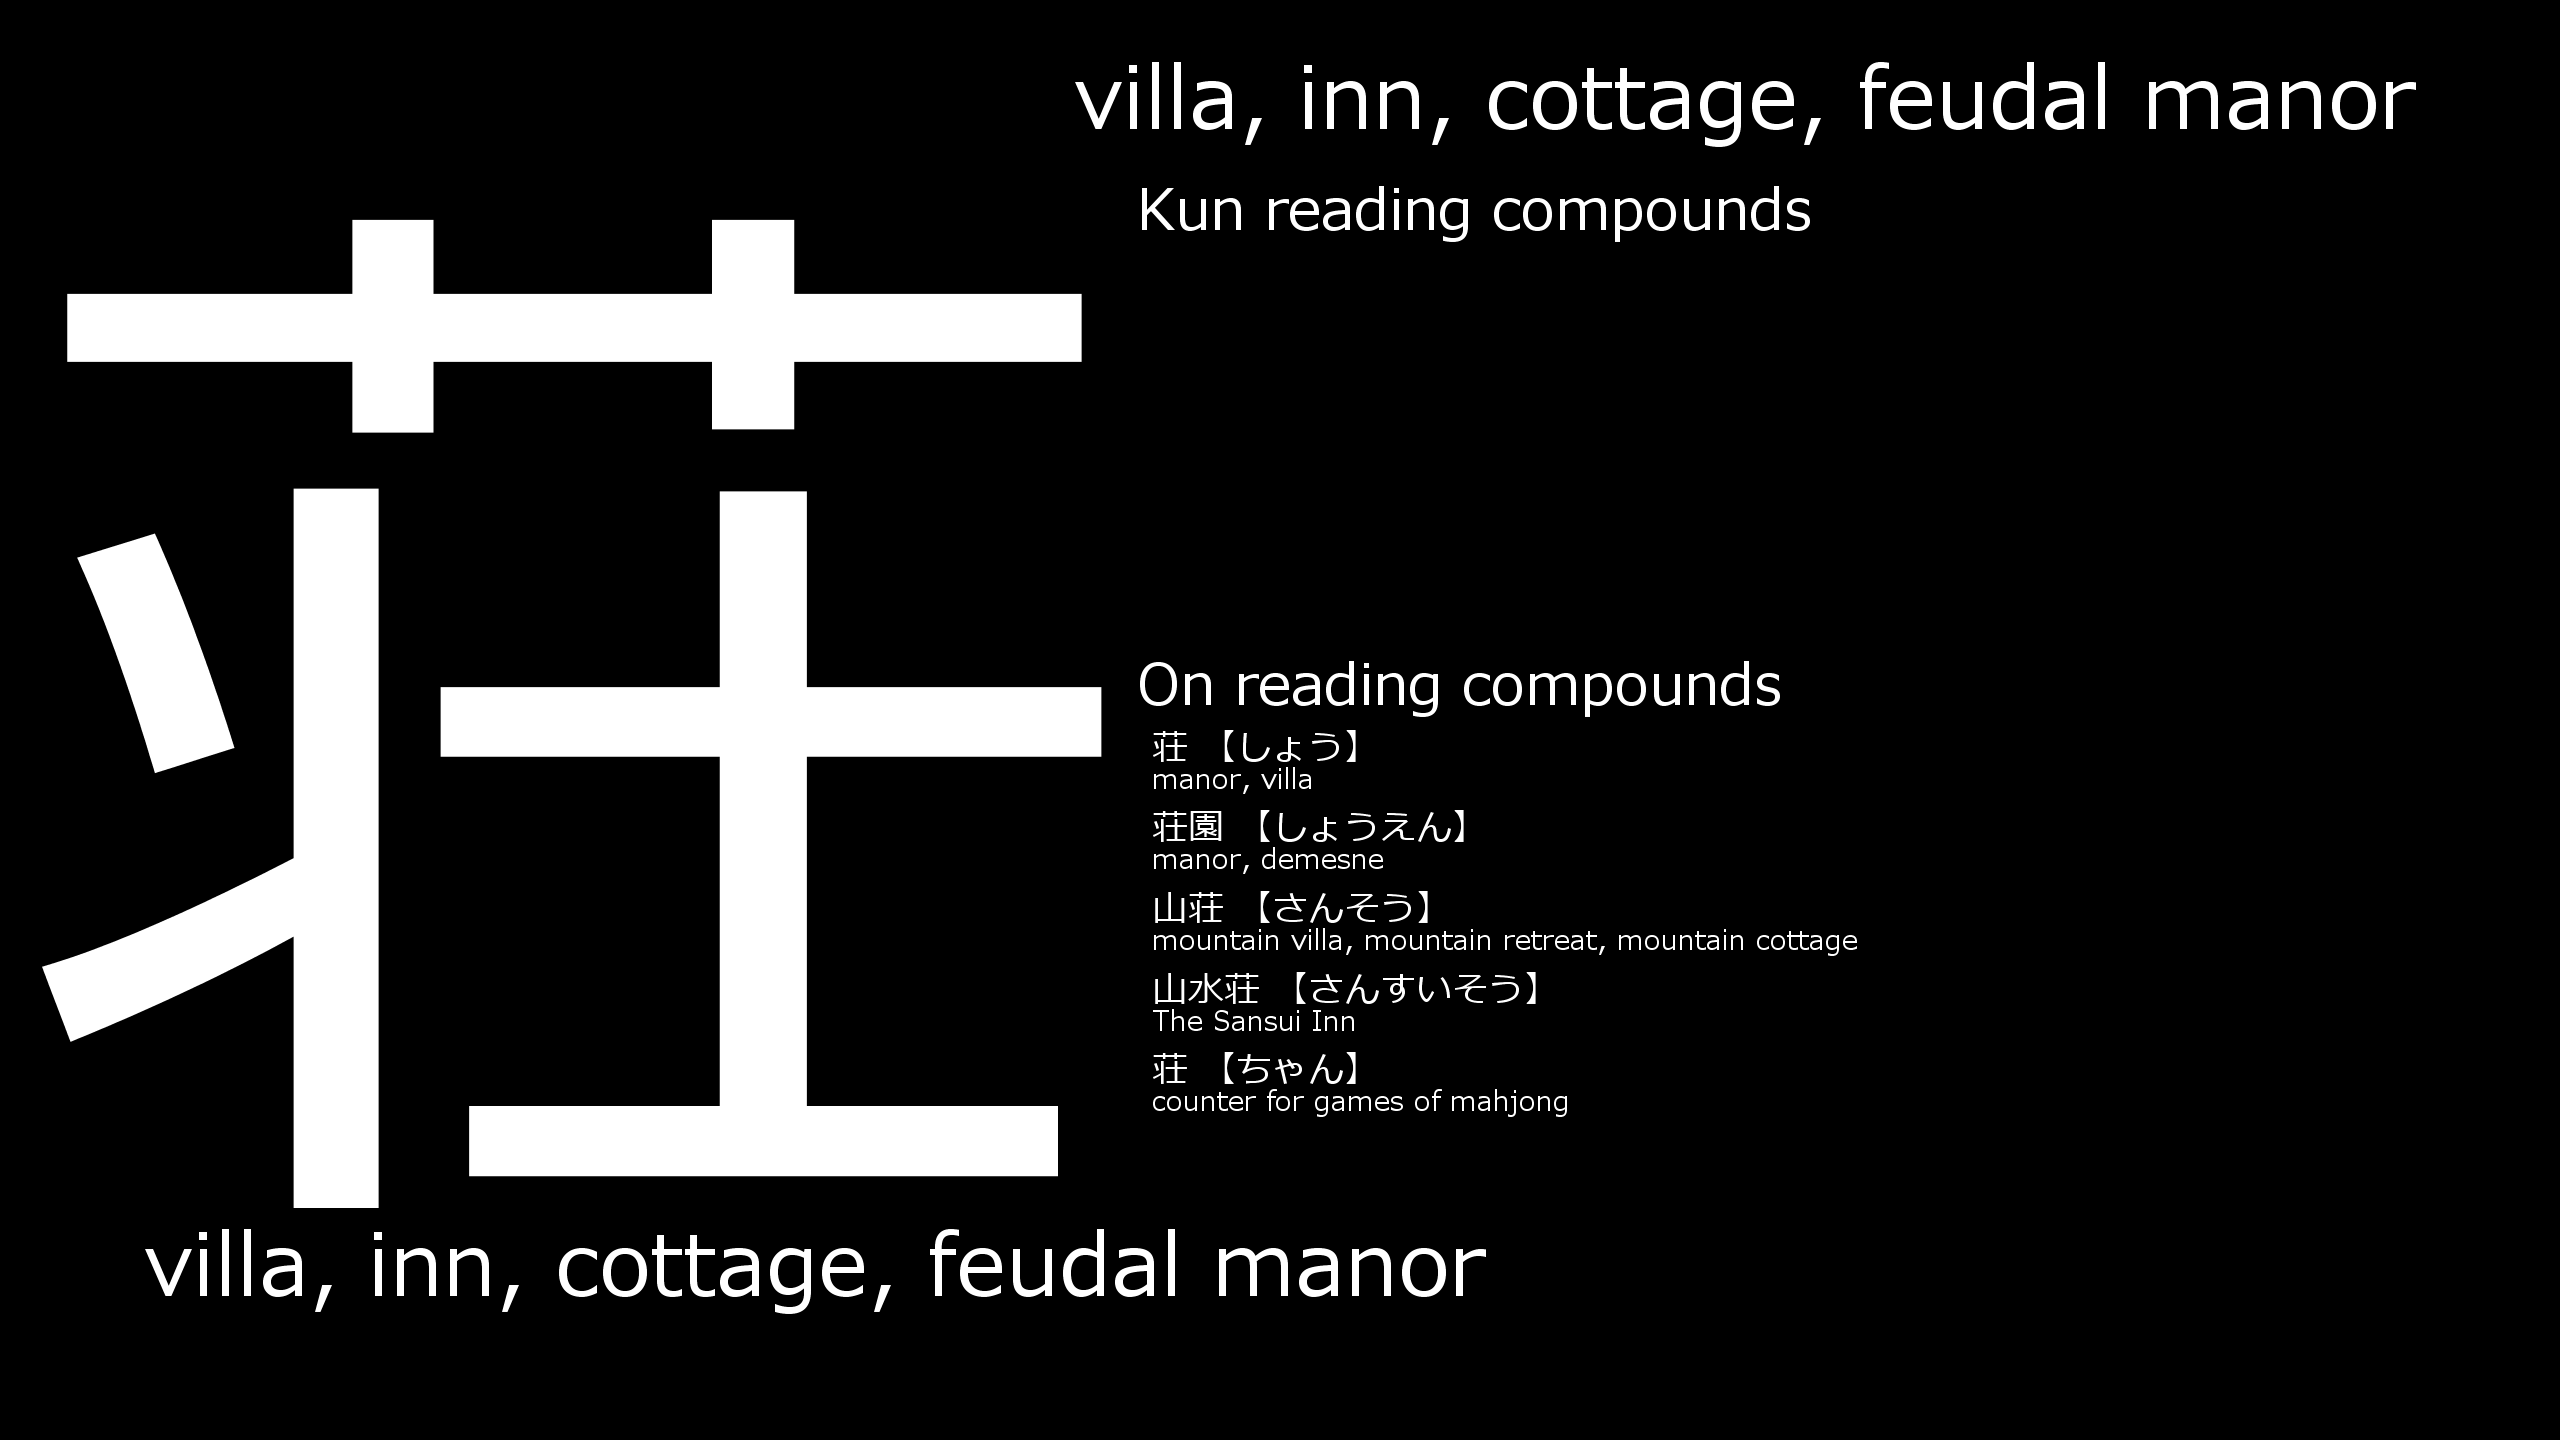 荘
villa, inn, cottage, feudal manor
Kun reading compounds
On reading compounds
荘 【しょう】
manor, villa
荘園 【しょうえん】
manor, demesne
山荘 【さんそう】
mountain villa, mountain retreat, mountain cottage
山水荘 【さんすいそう】
The Sansui Inn
荘 【ちゃん】
counter for games of mahjong
villa, inn, cottage, feudal manor